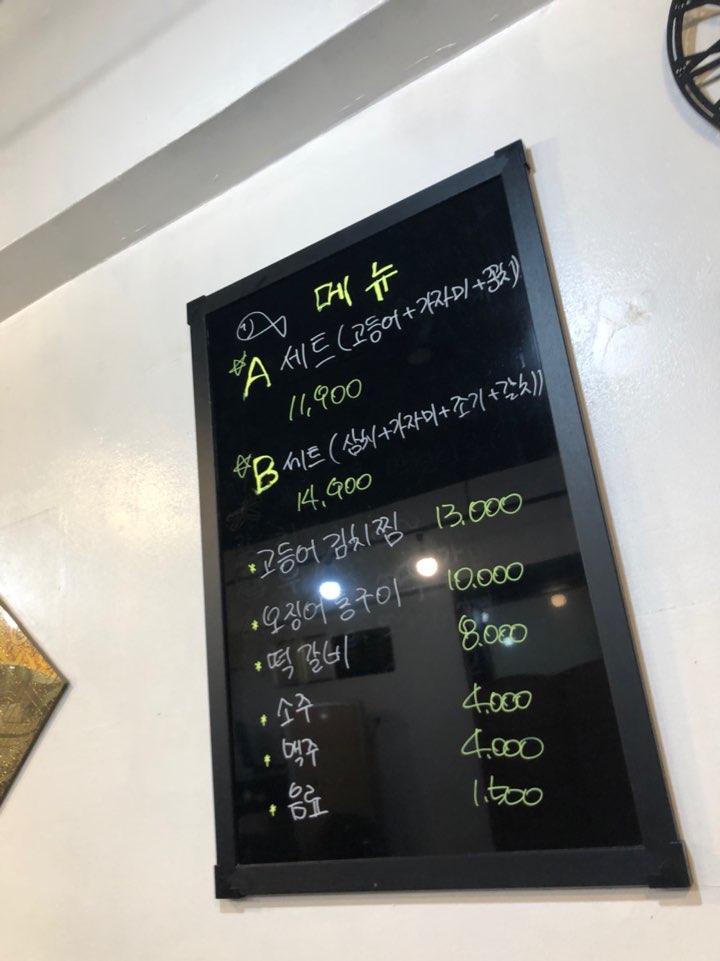 메뉴
A 세트 (고등어+가자미+꽁치)
11,900
B 세트 (삼치+가자미+조기+갈치)
14,900
*고등어 김치찜 13.000
*오징어 통구이 10.000
*떡갈비 8.000
*소주 4.000
*맥주 4.000
*음료 1.500